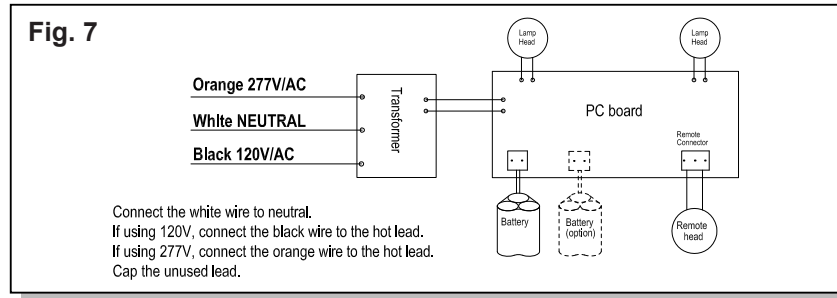 Fig. 7
Orange 277V/AC
White NEUTRAL
Black 120V/AC
Transformer
Lamp
Head
Lamp
Head
PC board
Remote
Connector
Battery
Battery
(option)
Remote
head
Connect the white wire to neutral.
If using 120V, connect the black wire to the hot lead.
If using 277V, connect the orange wire to the hot lead.
Cap the unused lead.